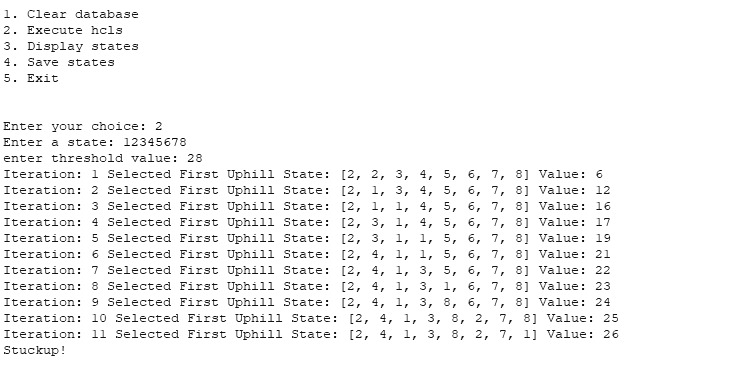 1. Clear database
2. Execute hcls
3. Display states
4. Save states
5. Exit
Enter your choice: 2
Enter a state: 12345678
enter threshold value: 28
Iteration: 1 Selected First Uphill State: [2, 2, 3, 4, 5, 6, 7, 8] Value: 6
Iteration: 2 Selected First Uphill State: [2, 1, 3, 4, 5, 6, 7, 8] Value: 12
Iteration: 3 Selected First Uphill State: [2, 1, 1, 4, 5, 6, 7, 8] Value: 16
Iteration: 4 Selected First Uphill State: [2, 3, 1, 4, 5, 6, 7, 8] Value: 17
Iteration: 5 Selected First Uphill State: [2, 3, 1, 1, 5, 6, 7, 8] Value: 19
Iteration: 6 Selected First Uphill State: [2, 4, 1, 1, 5, 6, 7, 8] Value: 21
Iteration: 7 Selected First Uphill State: [2, 4, 1, 3, 5, 6, 7, 8] Value: 22
Iteration: 8 Selected First Uphill State: [2, 4, 1, 3, 1, 6, 7, 8] Value: 23
Iteration: 9 Selected First Uphill State: [2, 4, 1, 3, 8, 6, 7, 8] Value: 24
Iteration: 10 Selected First Uphill State: [2, 4, 1, 3, 8, 2, 7, 8] Value: 25
Iteration: 11 Selected First Uphill State: [2, 4, 1, 3, 8, 2, 7, 1] Value: 26
Stuckup!